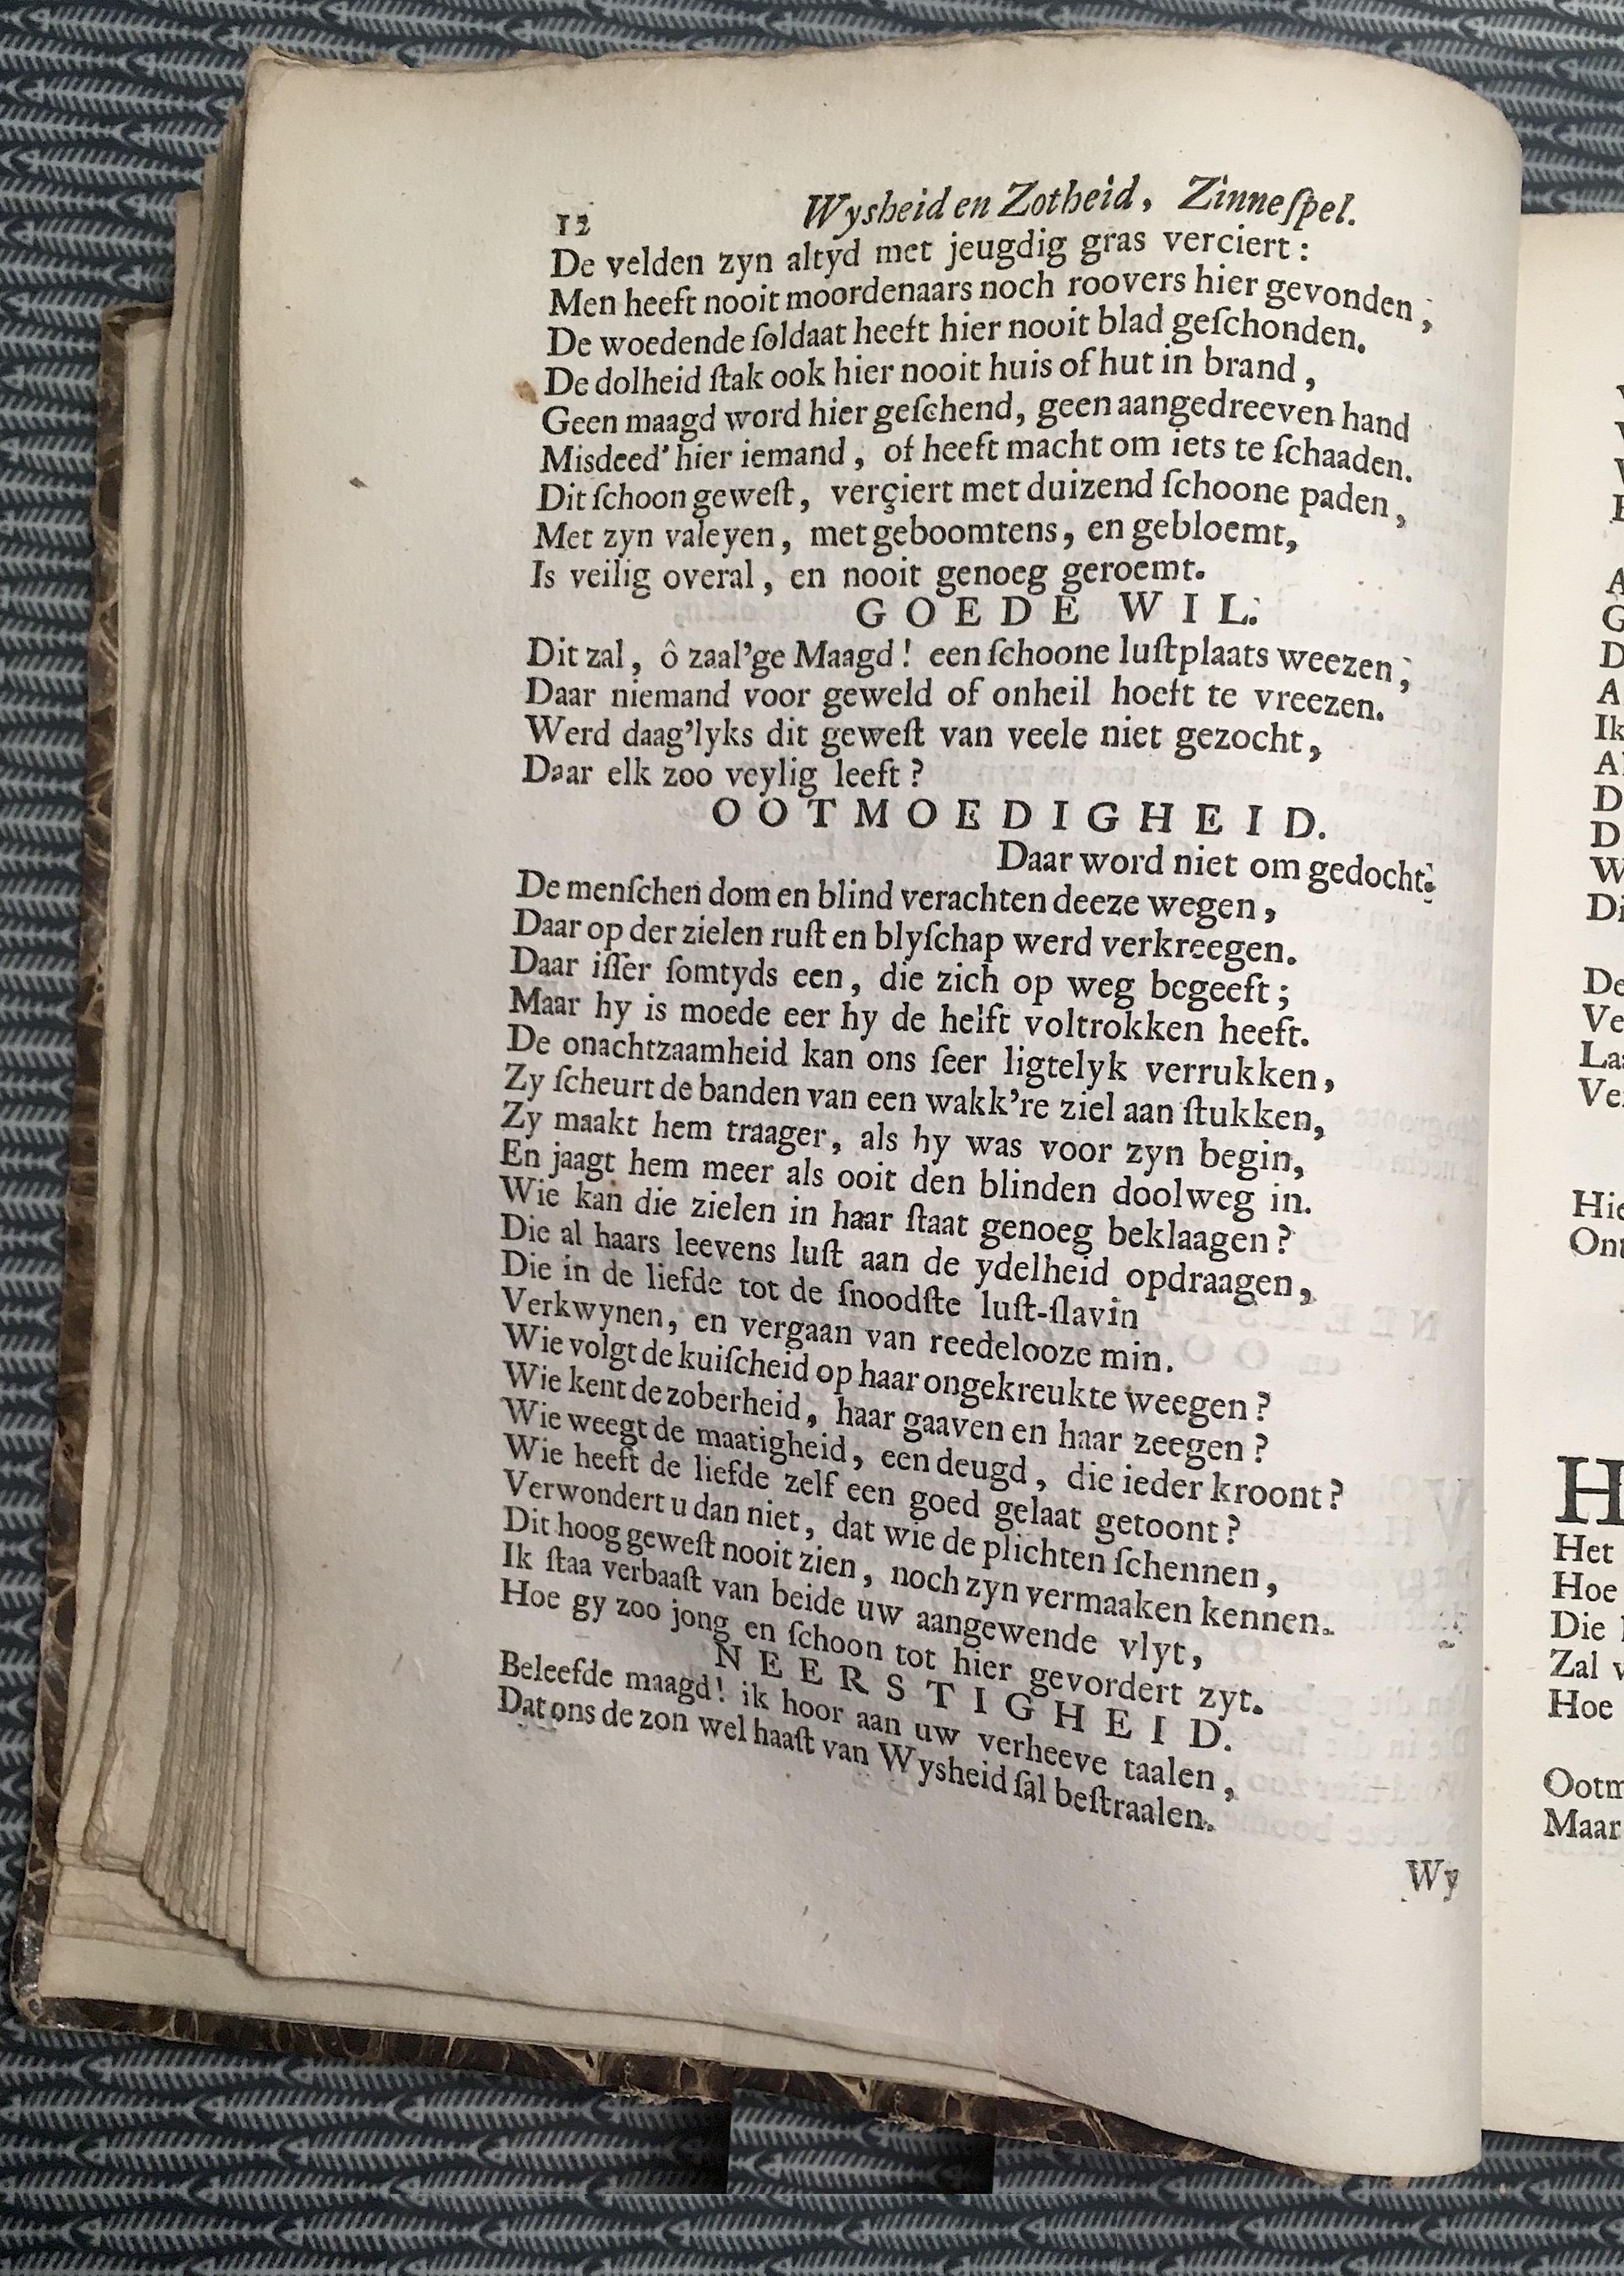 12 Wysheid en Zotheid, Zinneſpel.
De velden zyn altyd met jeugdig gras verciert:
Men heeft nooit moordenaars noch roovers hier gevonden;
De woedende ſoldaat heeft hier nooit blad geſchonden.
De dolheid ſtak ook hier nooit huis of hut in brand,
Geen maagd word hier geſchend, geen aangedreeven hand
Misdeed' hier iemand, of heeft macht om iets te ſchaaden.
Dit ſchoon geweſt, verçiert met duizend ſchoone paden,
Met zyn valeyen, met geboomtens, en gebloemt,
Is veilig overal, en nooit genoeg geroemt.
GOEDE WIL.
Dit zal, ô zaal'ge Maagd! een ſchoone luſtplaats weezen;
Daar niemand voor geweld of onheil hoeft te vreezen.
Werd daag'lyks dit geweſt van veele niet gezocht,
Daar elk zoo veylig leeft?
OOTMOEDIGHEID.
Daar word niet om gedocht.
De menſchen dom en blind verachten deeze wegen,
Daar op der zielen ruſt en blyſchap werd verkreegen.
Daar iſſer ſomtyds een, die zich op weg begeeft;
Maar hy is moede eer hy de helft voltrokken heeft.
De onachtzaamheid kan ons ſeer ligtelyk verrukken,
Zy ſcheurt de banden van een wakk're ziel aan ſtukken,
Zy maakt hem traager, als hy was voor zyn begin,
En jaagt hem meer als ooit den blinden doolweg in.
Wie kan die zielen in haar ſtaat genoeg beklaagen?
Die al haars leevens luſt aan de ydelheid opdraagen,
Die in de liefde tot de ſnoodſte luſt-ſlavin
Verkwynen, en vergaan van reedelooze min.
Wie volgt de kuiſcheid op haar ongekreukte weegen?
Wie kent de zoberheid, haar gaaven en haar zeegen?
Wie weegt de maatigheid, een deugd, die ieder kroont?
Wie heeft de liefde zelf een goed gelaat getoont?
Verwondert u dan niet, dat wie de plichten ſchennen,
Dit hoog geweſt nooit zien, noch zyn vermaaken kennen.
Ik ſtaa verbaaſt van beide uw aangewende vlyt,
Hoe gy zoo jong en ſchoon tot hier gevordert zyt.
NEERSTIGHEID.
Beleefde maagd! ik hoor aan uw verheeve taalen,
Dat ons de zon wel haaſt van Wysheid ſal beſtraalen.
Wy
A
G
D
A
Ik
Al
D
D
W
Di
De
Ve
Laa
Ve
Hie
Ont
H
Het
Hoe
Die
Zal
Hoe
Ootm
Maar